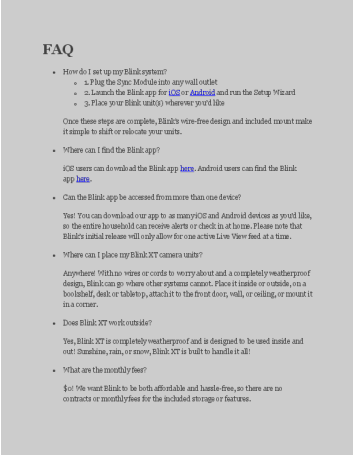 FAQ
How do I set up my Blink system?
1. Plug the Sync Module into any wall outlet
2. Launch the Blink app for iOS or Android and run the Setup Wizard
3. Place your Blink unit(s) wherever you'd like
Once these steps are complete, Blink's wire-free design and included mount make
it simple to shift or relocate your units.
Where can I find the Blink app?
iOS users can download the Blink app here. Android users can find the Blink
app here.
Can the Blink app be accessed from more than one device?
Yes! You can download our app to as many iOS and Android devices as you'd like,
so the entire household can receive alerts or check in at home. Please note that
Blink's initial release will only allow for one active Live View feed at a time.
Where can I place my Blink XT camera units?
Anywhere! With no wires or cords to worry about and a completely weatherproof
design, Blink can go where other systems cannot. Place it inside or outside, on a
bookshelf, desk or tabletop, attach it to the front door, wall, or ceiling, or mount it
in a corner.
Does Blink XT work outside?
Yes, Blink XT is completely weatherproof and is designed to be used inside and
out! Sunshine, rain, or snow, Blink XT is built to handle it all!
What are the monthly fees?
$0! We want Blink to be both affordable and hassle-free, so there are no
contracts or monthly fees for the included storage or features.